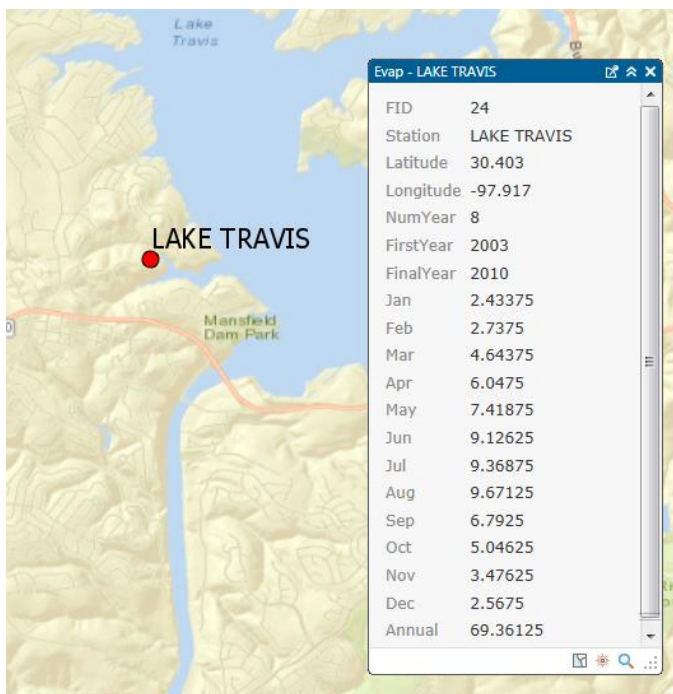 Lake
Travis
LAKE TRAVIS
Mansfield
Dam Park
Evap - LAKE TRAVIS
FID 24
Station LAKE TRAVIS
Latitude 30.403
Longitude -97.917
NumYear 8
FirstYear 2003
FinalYear 2010
Jan 2.43375
Feb 2.7375
Mar 4.64375
Apr 6.0475
May 7.41875
Jun 9.12625
Jul 9.36875
Aug 9.67125
Sep 6.7925
Oct 5.04625
Nov 3.47625
Dec 2.5675
Annual 69.36125